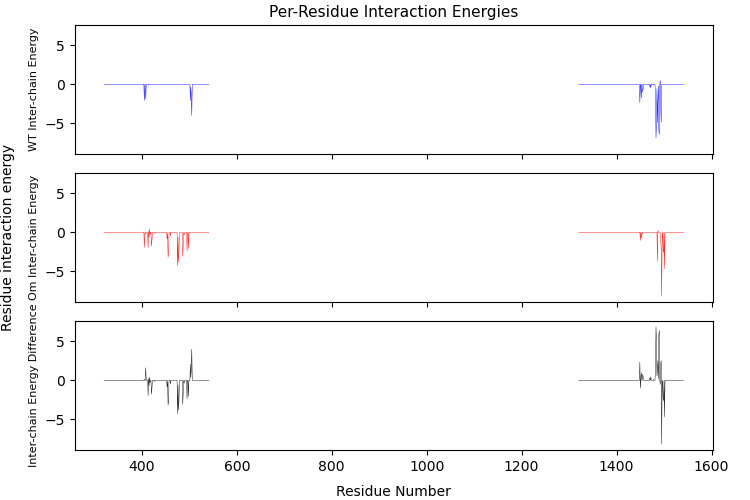 Per-Residue Interaction Energies
Residue interaction energy
WT Inter-chain Energy
5
0
−5
Om Inter-chain Energy
5
0
−5
Inter-chain Energy Difference
5
0
−5
400 600 800 1000 1200 1400 1600
Residue Number